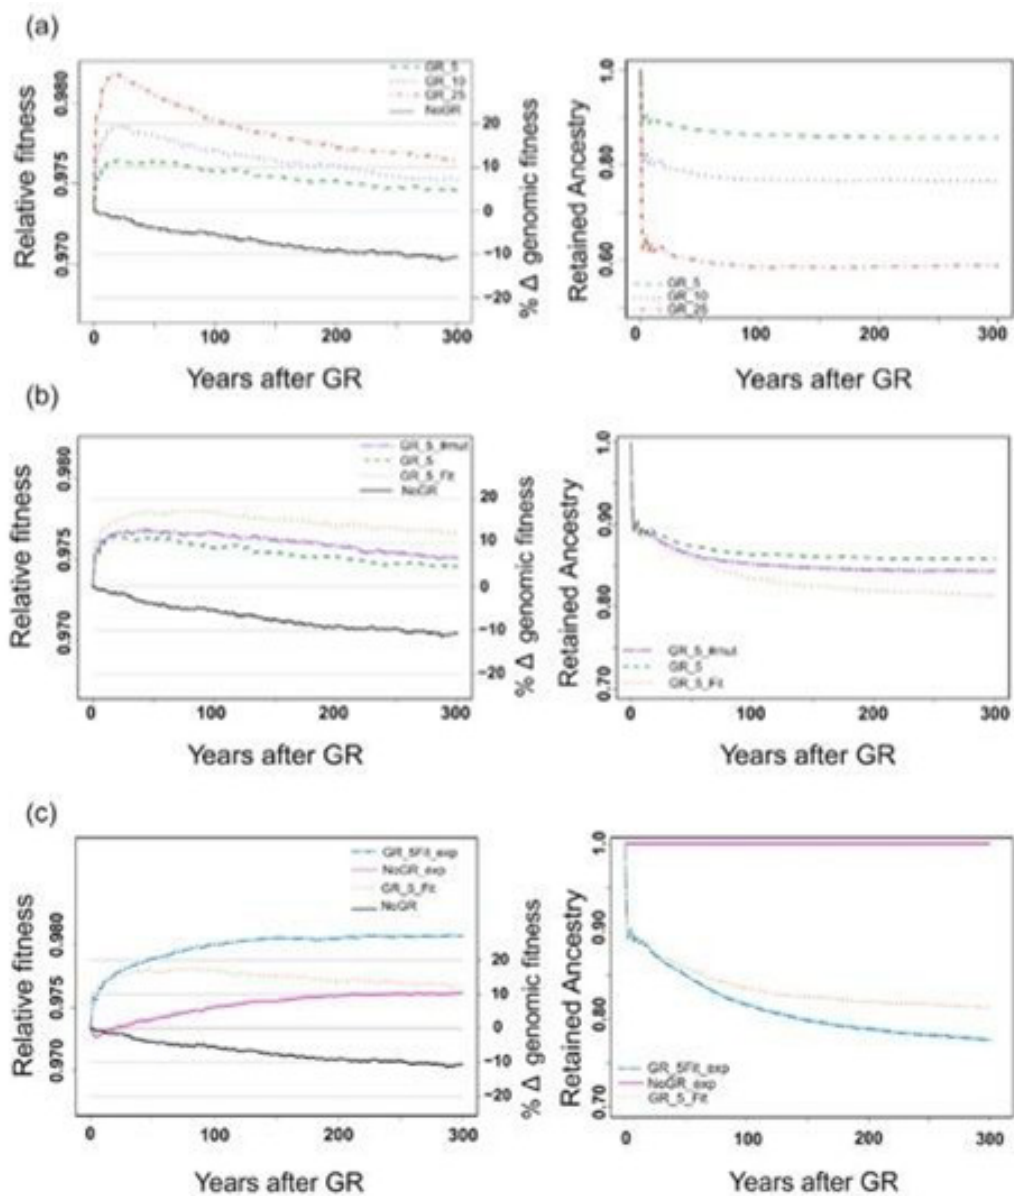 (a)
Relative fitness
0.980
0.975
0.970
GR_5
GR_10
GR_25
NoGR
20
10
0
−10
−20
% Δ genomic fitness
0
100
200
300
Years after GR
Retained Ancestry
1.0
0.80
0.60
GR_5
GR_10
GR_25
0
100
200
300
Years after GR
(b)
Relative fitness
0.980
0.975
0.970
GR_5_#mut
GR_5
GR_5_Fit
NoGR
20
10
0
−10
−20
% Δ genomic fitness
0
100
200
300
Years after GR
Retained Ancestry
1.0
0.90
0.80
0.70
GR_5_#mut
GR_5
GR_5_Fit
0
100
200
300
Years after GR
(c)
Relative fitness
0.980
0.975
0.970
GR_5Fit_exp
NoGR_exp
GR_5_Fit
NoGR
20
10
0
−10
−20
% Δ genomic fitness
0
100
200
300
Years after GR
Retained Ancestry
1.0
0.90
0.80
0.70
GR_5Fit_exp
NoGR_exp
GR_5_Fit
0
100
200
300
Years after GR